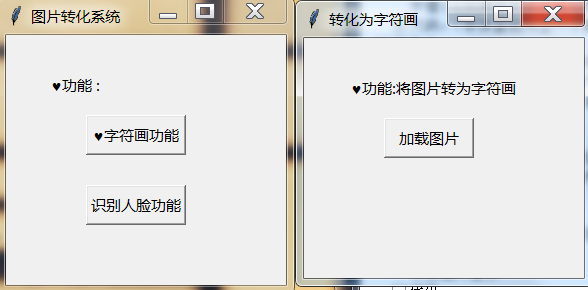 图片转化系统
♥功能：
♥字符画功能
识别人脸功能
转化为字符画
♥功能:将图片转为字符画
加载图片